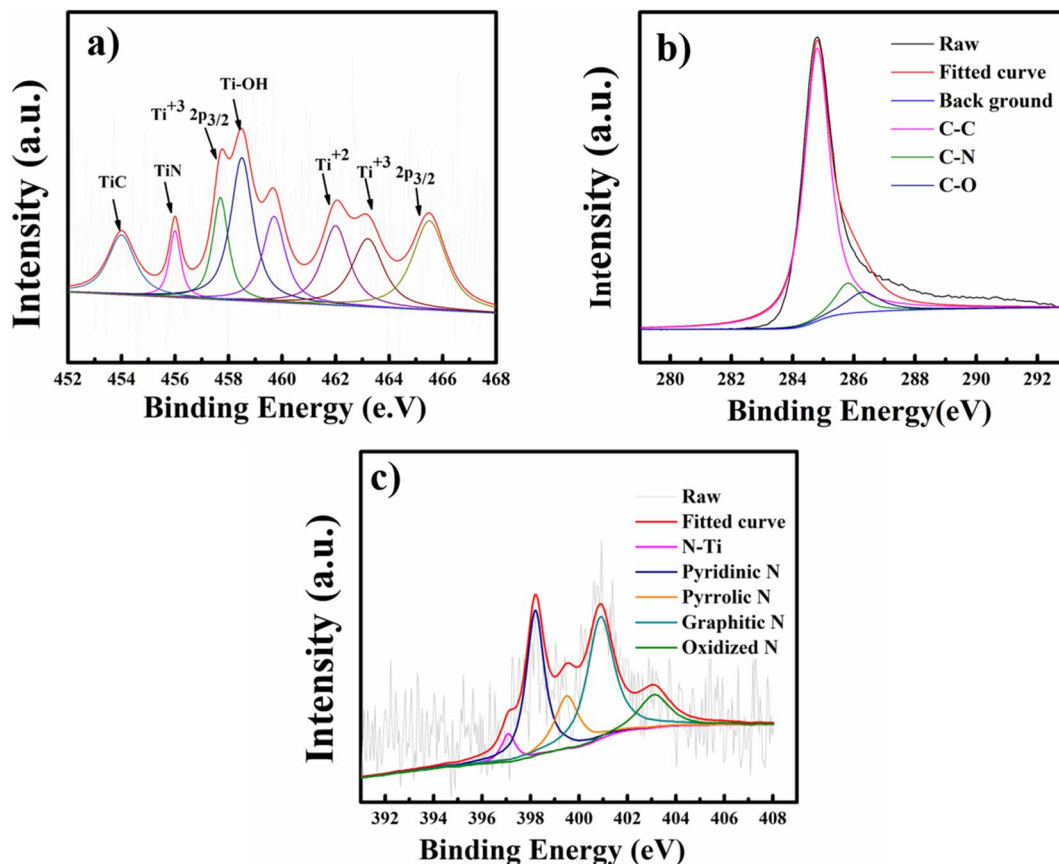 a)
Intensity (a.u.)
TiC
TiN
Ti+3 2p3/2
Ti-OH
Ti+2
Ti+3 2p3/2
452 454 456 458 460 462 464 466 468
Binding Energy (e.V)
b)
Intensity (a.u.)
Raw
Fitted curve
Back ground
C-C
C-N
C-O
280 282 284 286 288 290 292
Binding Energy(eV)
c)
Intensity (a.u.)
Raw
Fitted curve
N-Ti
Pyridinic N
Pyrrolic N
Graphitic N
Oxidized N
392 394 396 398 400 402 404 406 408
Binding Energy (eV)